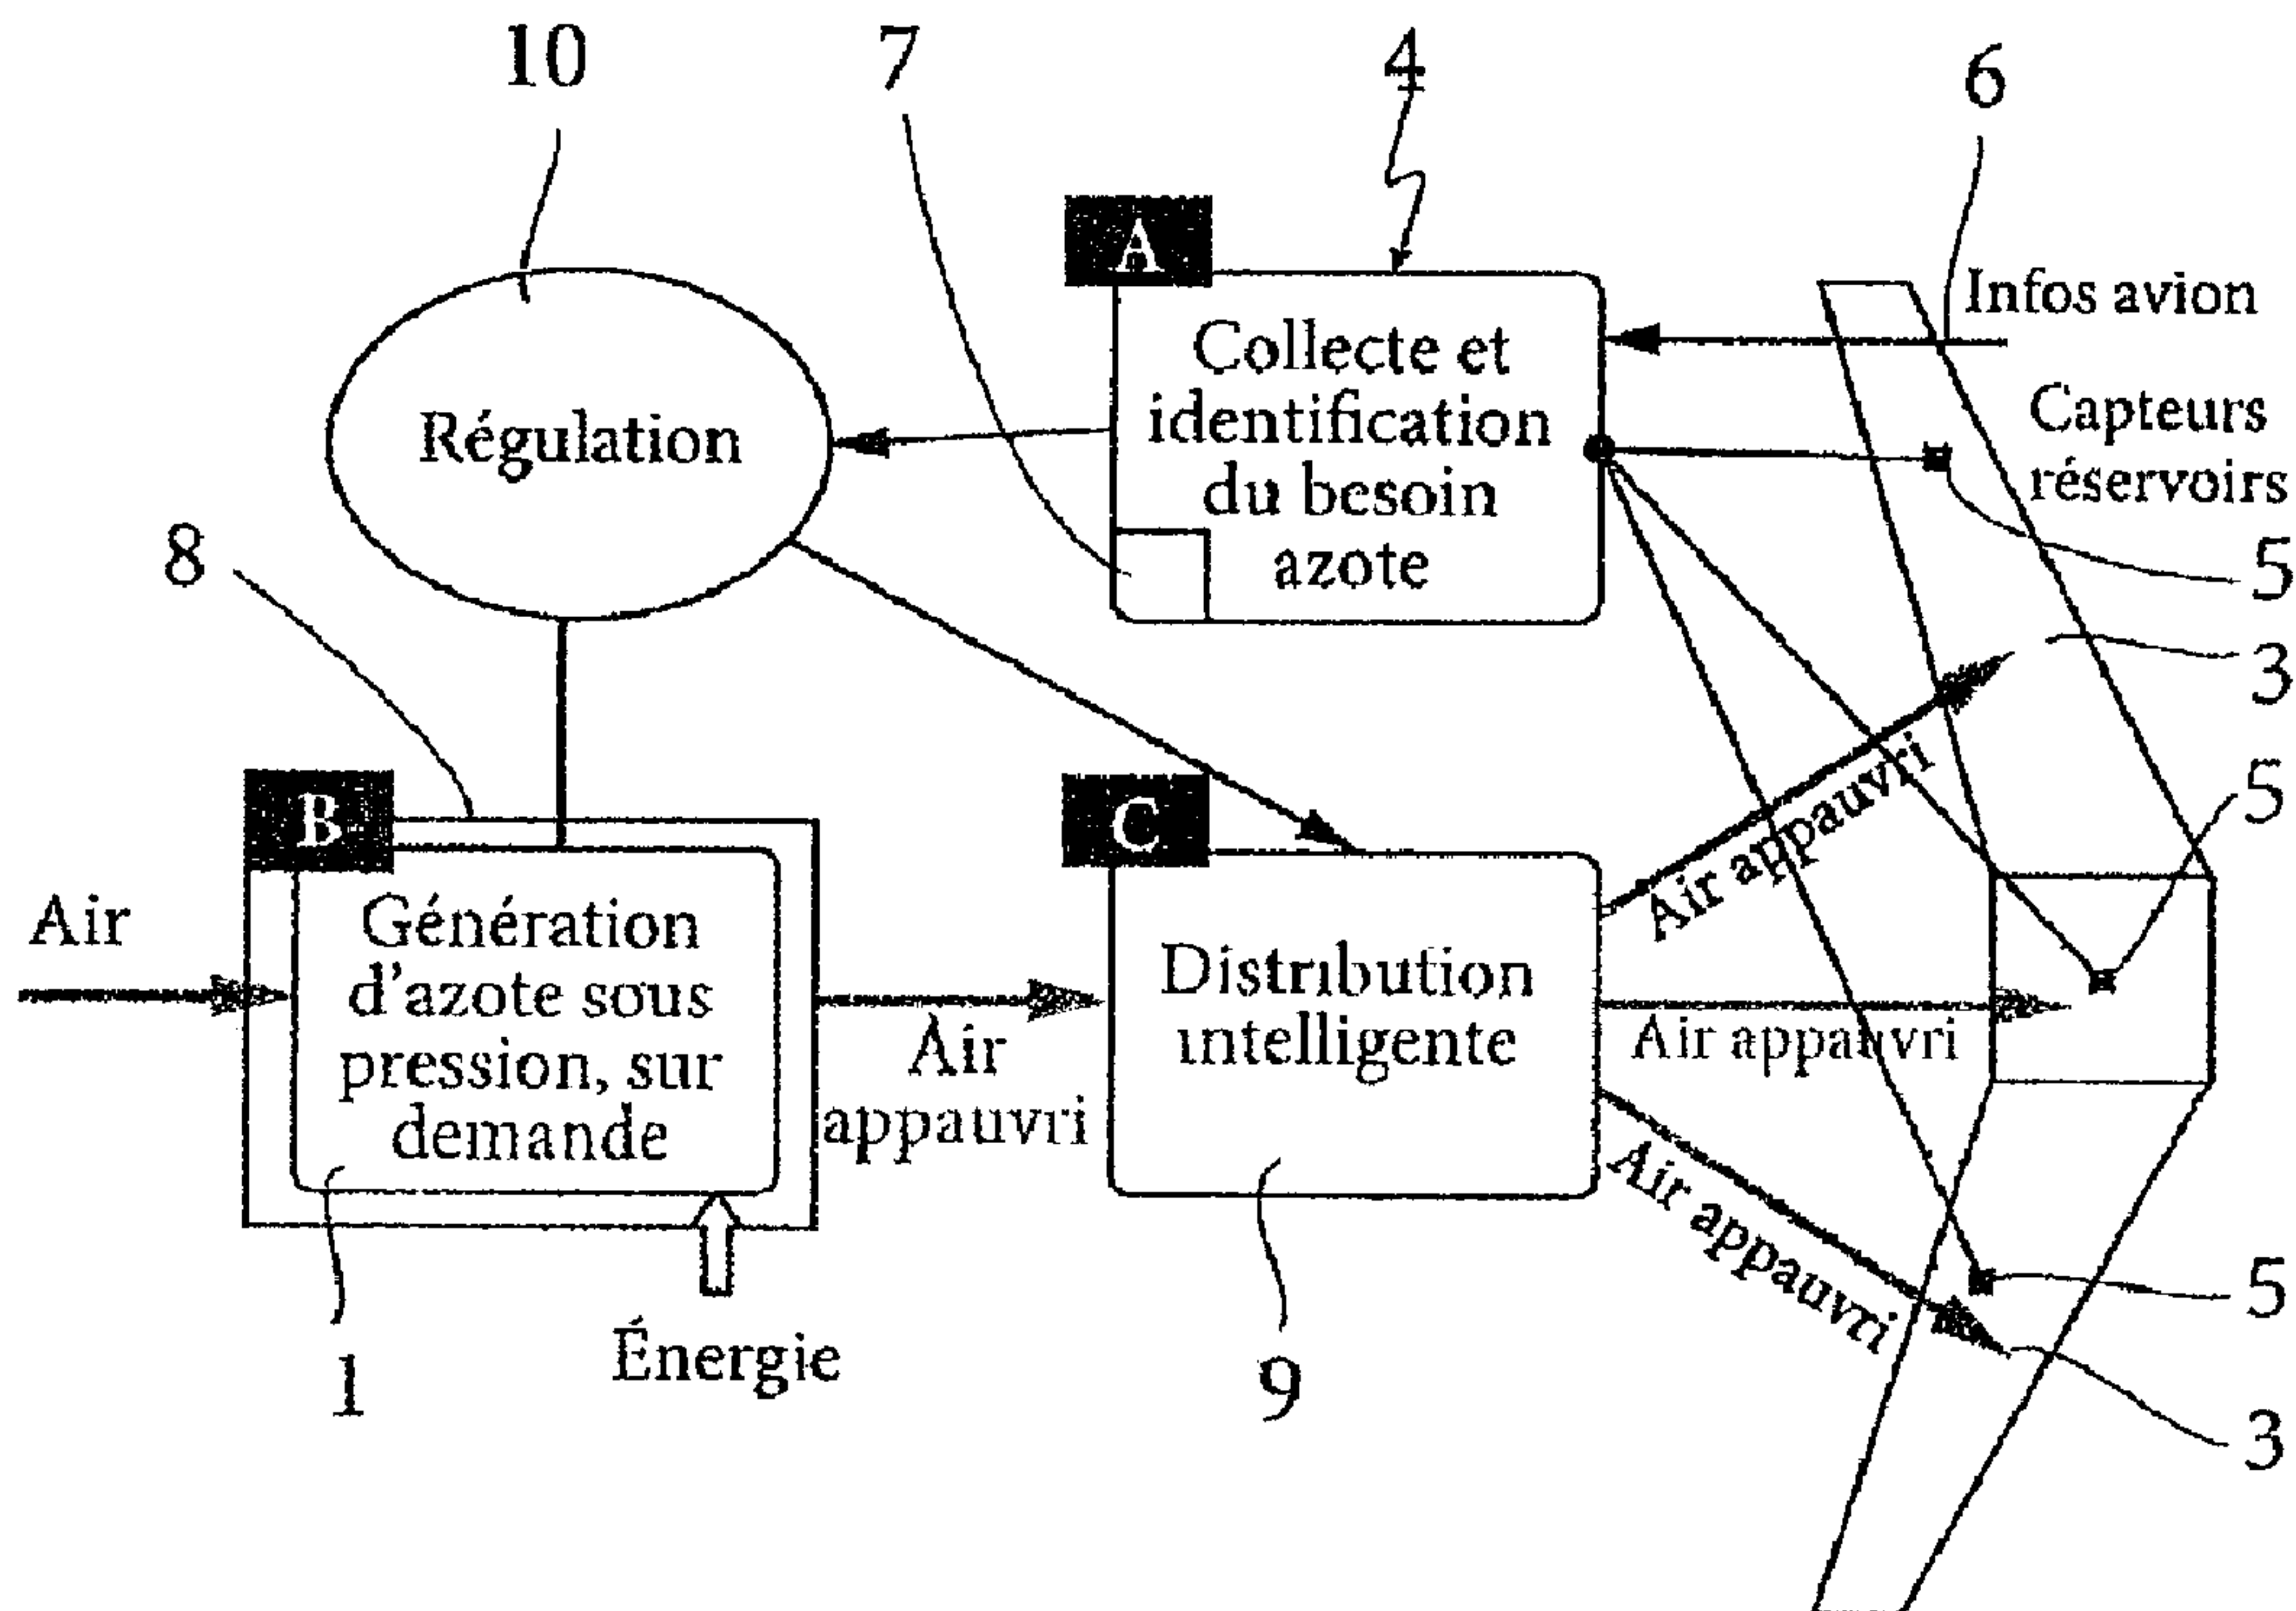 10
7
4
6
A
Infos avion
Collecte et
identification
du besoin
azote
Capteurs
réservoirs
Régulation
8
5
3
B
C
5
Air
Génération
d'azote sous
pression, sur
demande
Air
appauvri
Distribution
intelligente
Air appauvri
Air appauvri
Air appauvri
Énergie
1
9
5
3